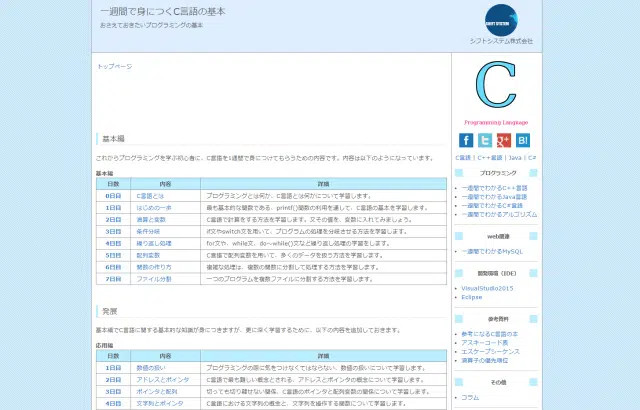 一週間で身につくC言語の基本
おさえておきたいプログラミングの基本
SHIFT SYSTEM
シフトシステム株式会社
トップページ
C
Programming Language
C言語 | C++言語 | Java | C#
基本編
これからプログラミングを学ぶ初心者に、C言語を1週間で身につけてもらうための内容です。内容は以下のようになっています。
基本編
日数 内容 詳細
0日目 C言語とは プログラミングとは何か、C言語とは何かについて学習します。
1日目 はじめの一歩 最も基本的な関数である、printf()関数の利用を通して、C言語の基本を学習します。
2日目 演算と変数 C言語で計算をする方法を学習します。又その値を、変数に入れてみましょう。
3日目 条件分岐 if文やswitch文を用いて、プログラムの処理を分岐させる方法を学習します。
4日目 繰り返し処理 for文や、while文、do～while()文など繰り返し処理の学習をします。
5日目 配列変数 C言語で配列変数を用いて、多くのデータを扱う方法を学習します。
6日目 関数の作り方 複雑な処理は、複数の関数に分割して処理する方法を学習します。
7日目 ファイル分割 一つのプログラムを複数ファイルに分割する方法を学習します。
発展
基本編でC言語に関する基本的な知識が身につきますが、更に深く学習するために、以下の内容を追加しておきます。
応用編
日数 内容 詳細
1日目 数値の扱い プログラミングの際に気をつけなくてはならない、数値の扱いについて学習します。
2日目 アドレスとポインタ C言語で最も難しい概念とされる、アドレスとポインタの概念について学習します。
3日目 ポインタと配列 切っても切り離せない関係、C言語のポインタと配列変数の関係について学習します。
4日目 文字列とポインタ C言語における文字列の概念と、文字列を操作する関数について学習します。
プログラミング
一週間でわかるC++言語
一週間でわかるJava言語
一週間でわかるC#言語
一週間でわかるアルゴリズム
web関連
一週間でわかるMySQL
開発環境（IDE）
VisualStudio2015
Eclipse
参考資料
参考になるC言語の本
アスキーコード表
エスケープシーケンス
演算子の優先順位
その他
コラム